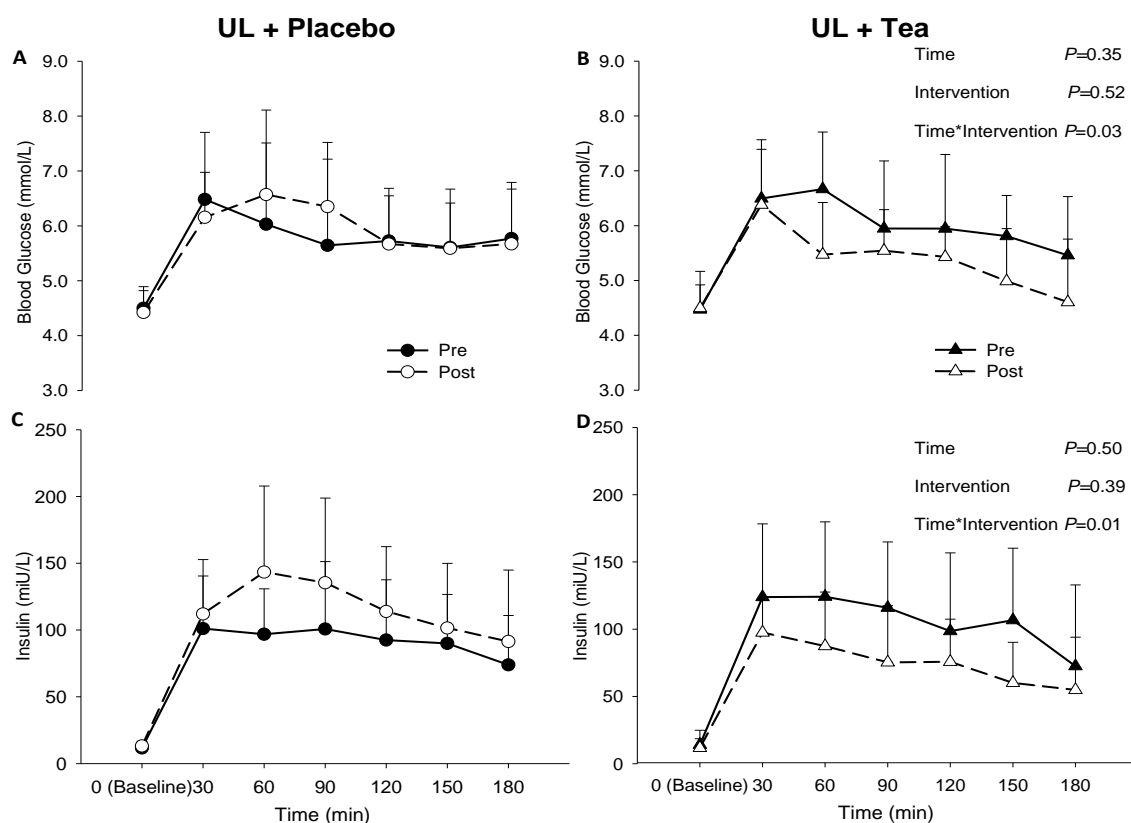 UL + Placebo
UL + Tea
A
9.0
8.0
7.0
6.0
5.0
4.0
3.0
Blood Glucose (mmol/L)
Pre
Post
B
9.0
8.0
7.0
6.0
5.0
4.0
3.0
Blood Glucose (mmol/L)
Time P=0.35
Intervention P=0.52
Time*Intervention P=0.03
Pre
Post
C
250
200
150
100
50
0
Insulin (miU/L)
0 (Baseline) 30 60 90 120 150 180
Time (min)
D
250
200
150
100
50
0
Insulin (miU/L)
Time P=0.50
Intervention P=0.39
Time*Intervention P=0.01
0 (Baseline) 30 60 90 120 150 180
Time (min)